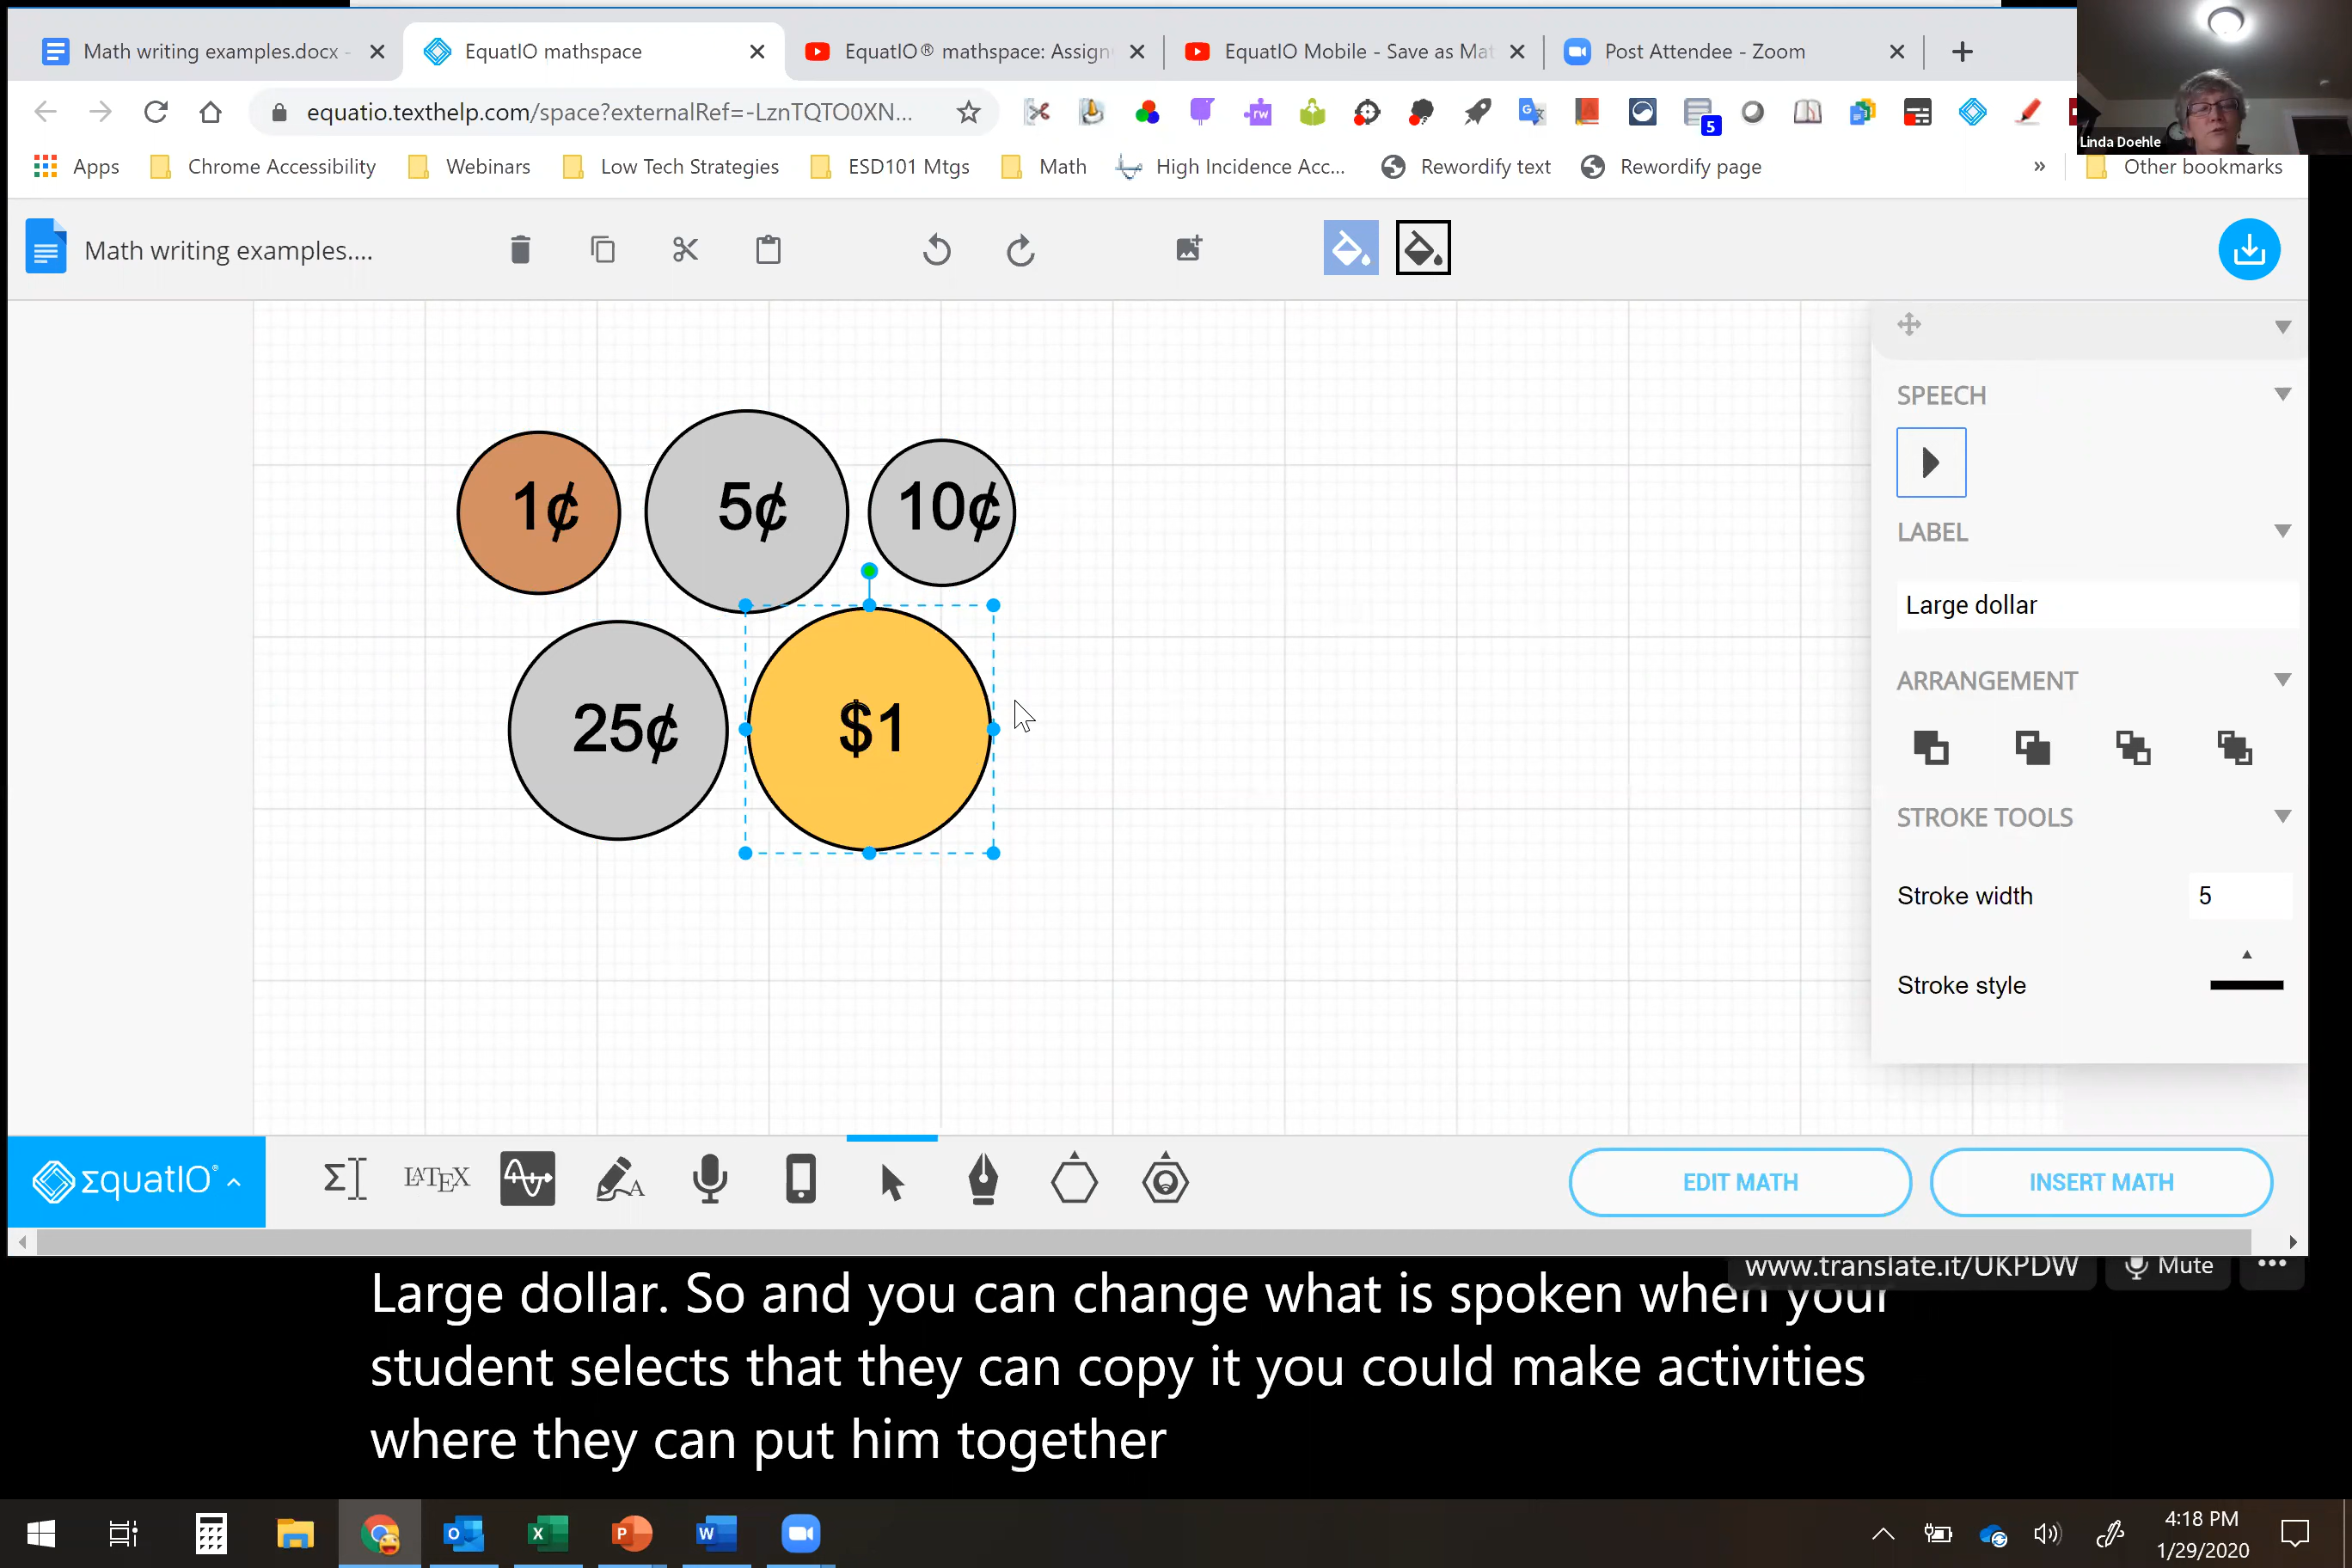 Math writing examples.docx -
EquatIO mathspace
EquatIO® mathspace: Assign
EquatIO Mobile - Save as Mat
Post Attendee - Zoom
equatio.texthelp.com/space?externalRef=-LznTQTO0XN...
rw
5
Linda Doehle
Apps
Chrome Accessibility
Webinars
Low Tech Strategies
ESD101 Mtgs
Math
High Incidence Acc...
Rewordify text
Rewordify page
»
Other bookmarks
Math writing examples....
SPEECH
LABEL
Large dollar
ARRANGEMENT
STROKE TOOLS
Stroke width
5
Stroke style
1¢
5¢
10¢
25¢
$1
ΣquatIO®
Σ
LATEX
A
EDIT MATH
INSERT MATH
www.translate.it/UKPDW
Mute
Large dollar. So and you can change what is spoken when your
student selects that they can copy it you could make activities
where they can put him together
4:18 PM
1/29/2020